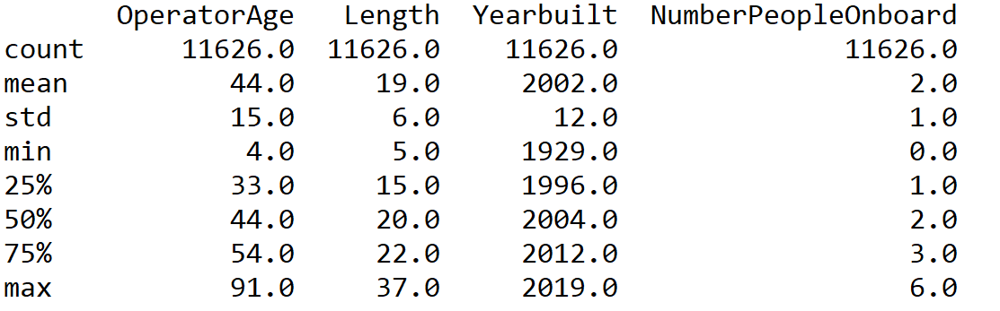 OperatorAge Length Yearbuilt NumberPeopleOnboard
count 11626.0 11626.0 11626.0 11626.0
mean 44.0 19.0 2002.0 2.0
std 15.0 6.0 12.0 1.0
min 4.0 5.0 1929.0 0.0
25% 33.0 15.0 1996.0 1.0
50% 44.0 20.0 2004.0 2.0
75% 54.0 22.0 2012.0 3.0
max 91.0 37.0 2019.0 6.0